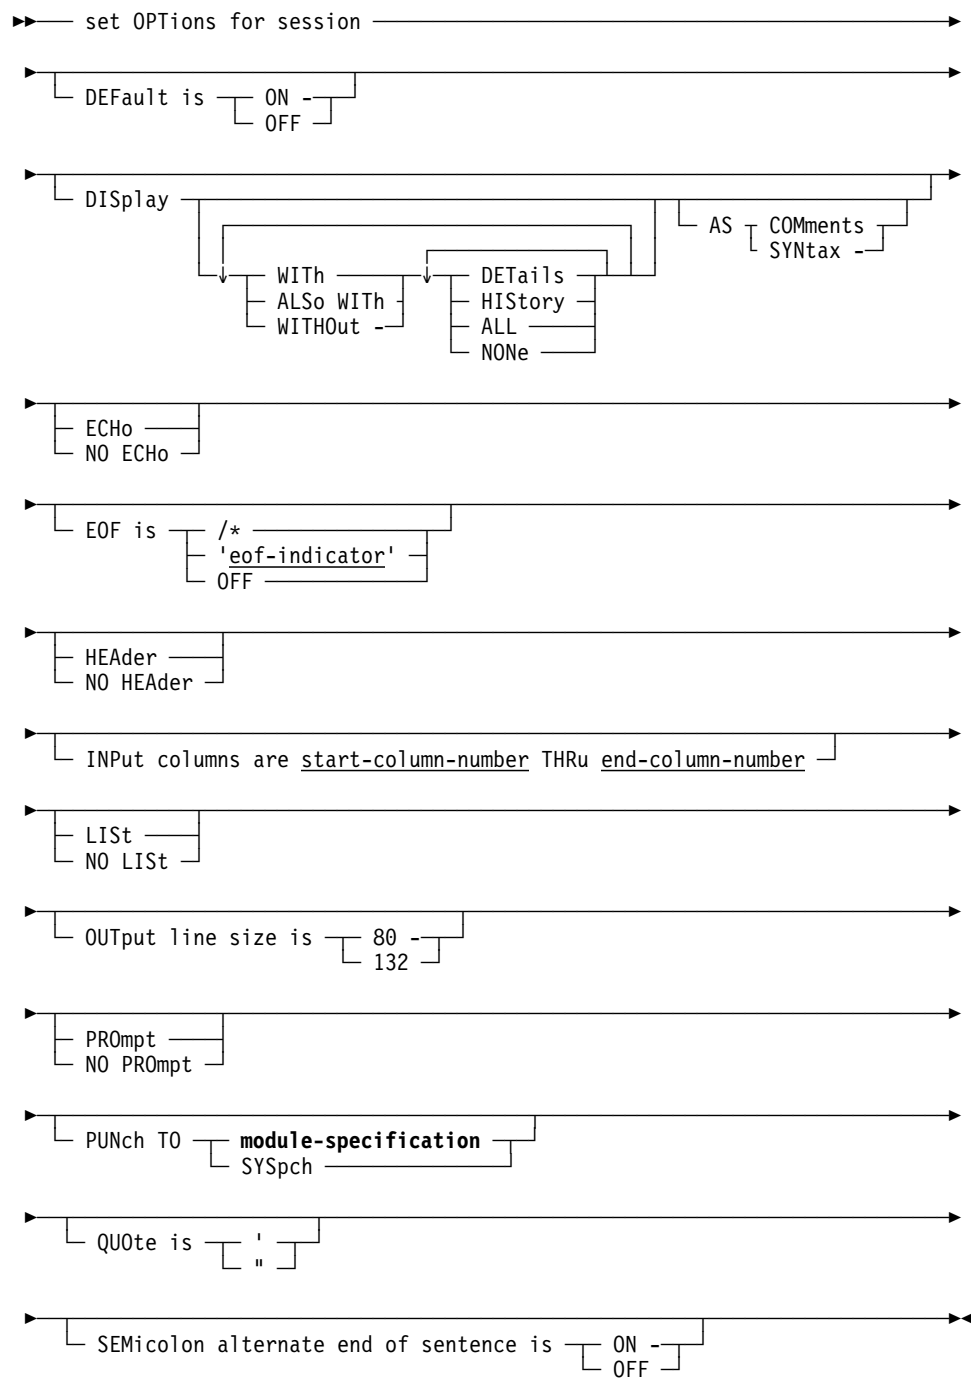 set OPTions for session
DEFault is ON
OFF
DISplay
AS COMments
SYNtax
WITh DETails
ALSo WITh HIStory
WITHOut ALL
NONe
ECHo
NO ECHo
EOF is /*
'eof-indicator'
OFF
HEAder
NO HEAder
INPut columns are start-column-number THRu end-column-number
LISt
NO LISt
OUTput line size is 80
132
PROmpt
NO PROmpt
PUNch TO module-specification
SYSpch
QUOte is '
"
SEMicolon alternate end of sentence is ON
OFF